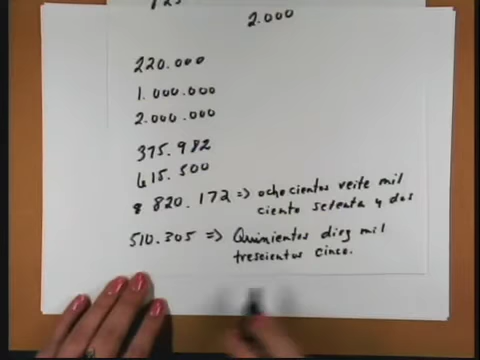 2.000
220.000
1.000.000
2.000.000
375.982
615.500
8 820.172 => ochocientos veite mil
ciento setenta y dos
510.305 => Quinientos diez mil
trescientos cinco.